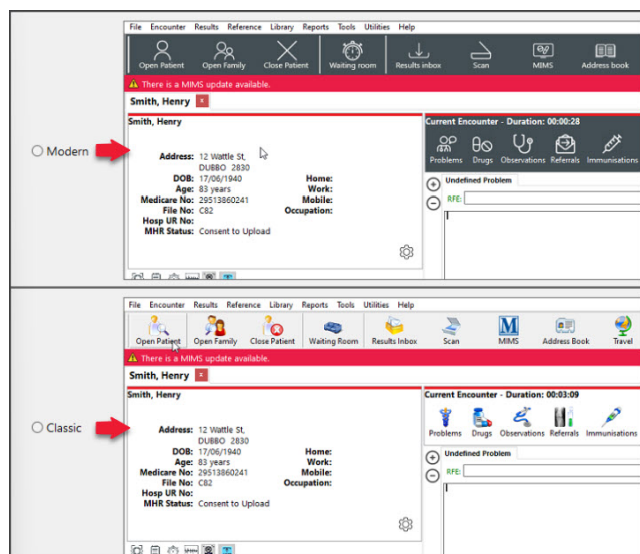 File Encounter Results Reference Library Reports Tools Utilities Help
Open Patient Open Family Close Patient Waiting room Results inbox Scan MIMS Address book
There is a MIMS update available.
Smith, Henry x
Smith, Henry
Current Encounter - Duration: 00:00:28
Problems Drugs Observations Referrals Immunisations
Modern
Address: 12 Wattle St,
DUBBO 2830
DOB: 17/06/1940 Home:
Age: 83 years Work:
Medicare No: 29513860241 Mobile:
File No: C82 Occupation:
Hosp UR No:
MHR Status: Consent to Upload
Undefined Problem
RFE:
File Encounter Results Reference Library Reports Tools Utilities Help
Open Patient Open Family Close Patient Waiting Room Results Inbox Scan M MIMS Address Book Travel
There is a MIMS update available.
Smith, Henry x
Smith, Henry
Current Encounter - Duration: 00:03:09
Problems Drugs Observations Referrals Immunisations
Classic
Address: 12 Wattle St,
DUBBO 2830
DOB: 17/06/1940 Home:
Age: 83 years Work:
Medicare No: 29513860241 Mobile:
File No: C82 Occupation:
Hosp UR No:
MHR Status: Consent to Upload
Undefined Problem
RFE: